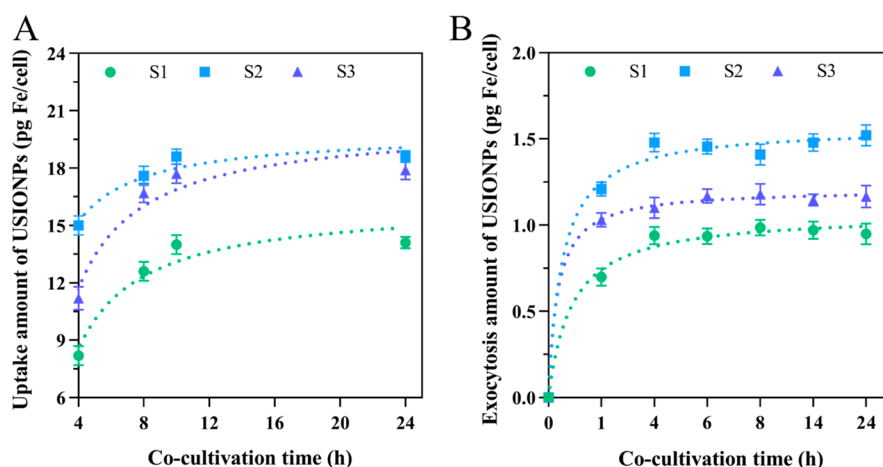 A
Uptake amount of USIONPs (pg Fe/cell)
24
21
18
15
12
9
6
S1 S2 S3
4 8 12 16 20 24
Co-cultivation time (h)
B
Exocytosis amount of USIONPs (pg Fe/cell)
2.0
1.5
1.0
0.5
0.0
S1 S2 S3
0 1 4 6 8 14 24
Co-cultivation time (h)